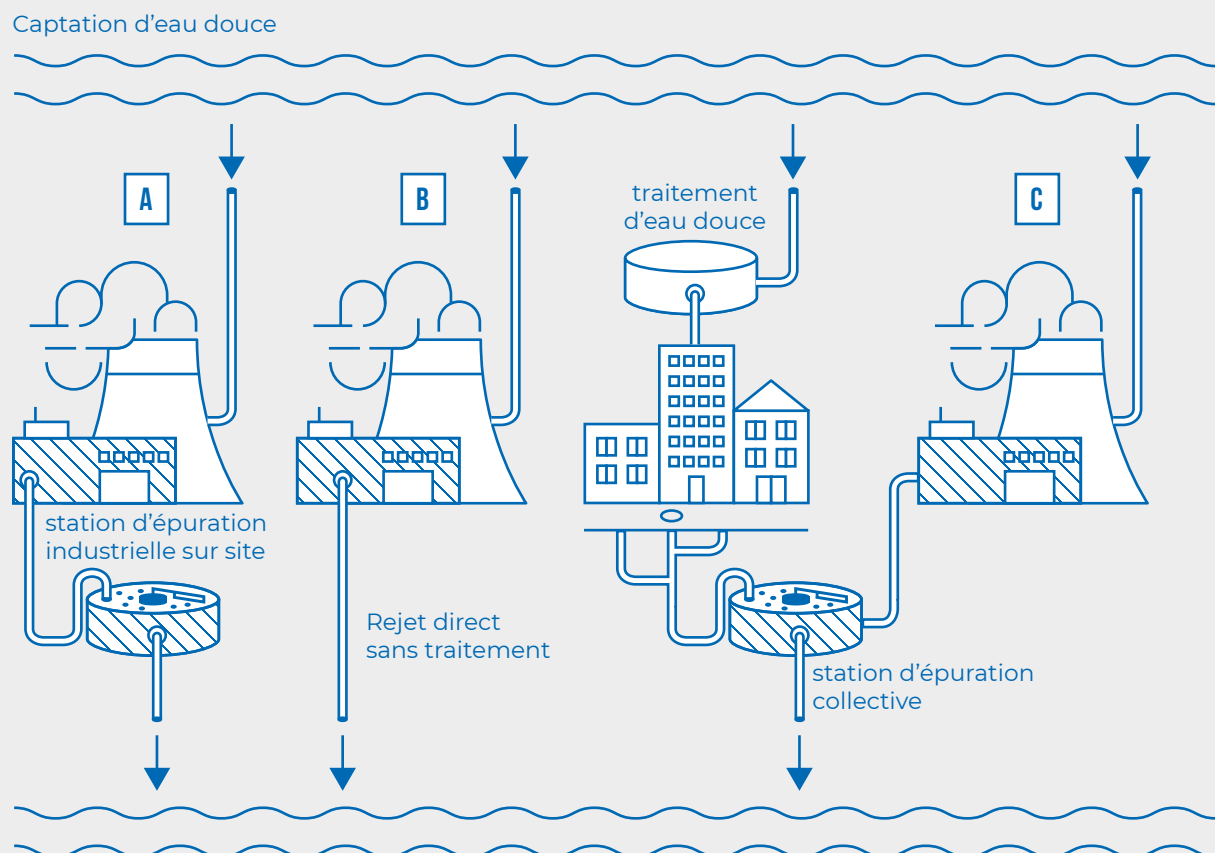 Captation d’eau douce
A
B
traitement
d’eau douce
C
station d’épuration
industrielle sur site
Rejet direct
sans traitement
station d’épuration
collective